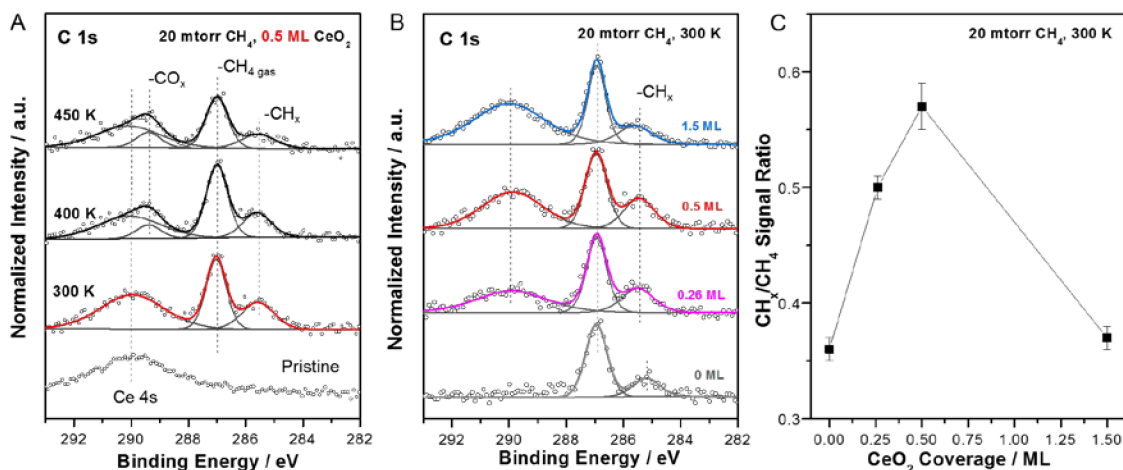 A
C 1s
20 mtorr CH4, 0.5 ML CeO2
-COx
-CH4 gas
-CHx
450 K
400 K
300 K
Pristine
Ce 4s
292 290 288 286 284 282
Binding Energy / eV
Normalized Intensity / a.u.
B
C 1s
20 mtorr CH4, 300 K
-CHx
1.5 ML
0.5 ML
0.26 ML
0 ML
292 290 288 286 284 282
Binding Energy / eV
Normalized Intensity / a.u.
C
20 mtorr CH4, 300 K
0.6
0.5
0.4
0.3
0.00 0.25 0.50 0.75 1.00 1.25 1.50
CeO2 Coverage / ML
CHx/CH4 Signal Ratio